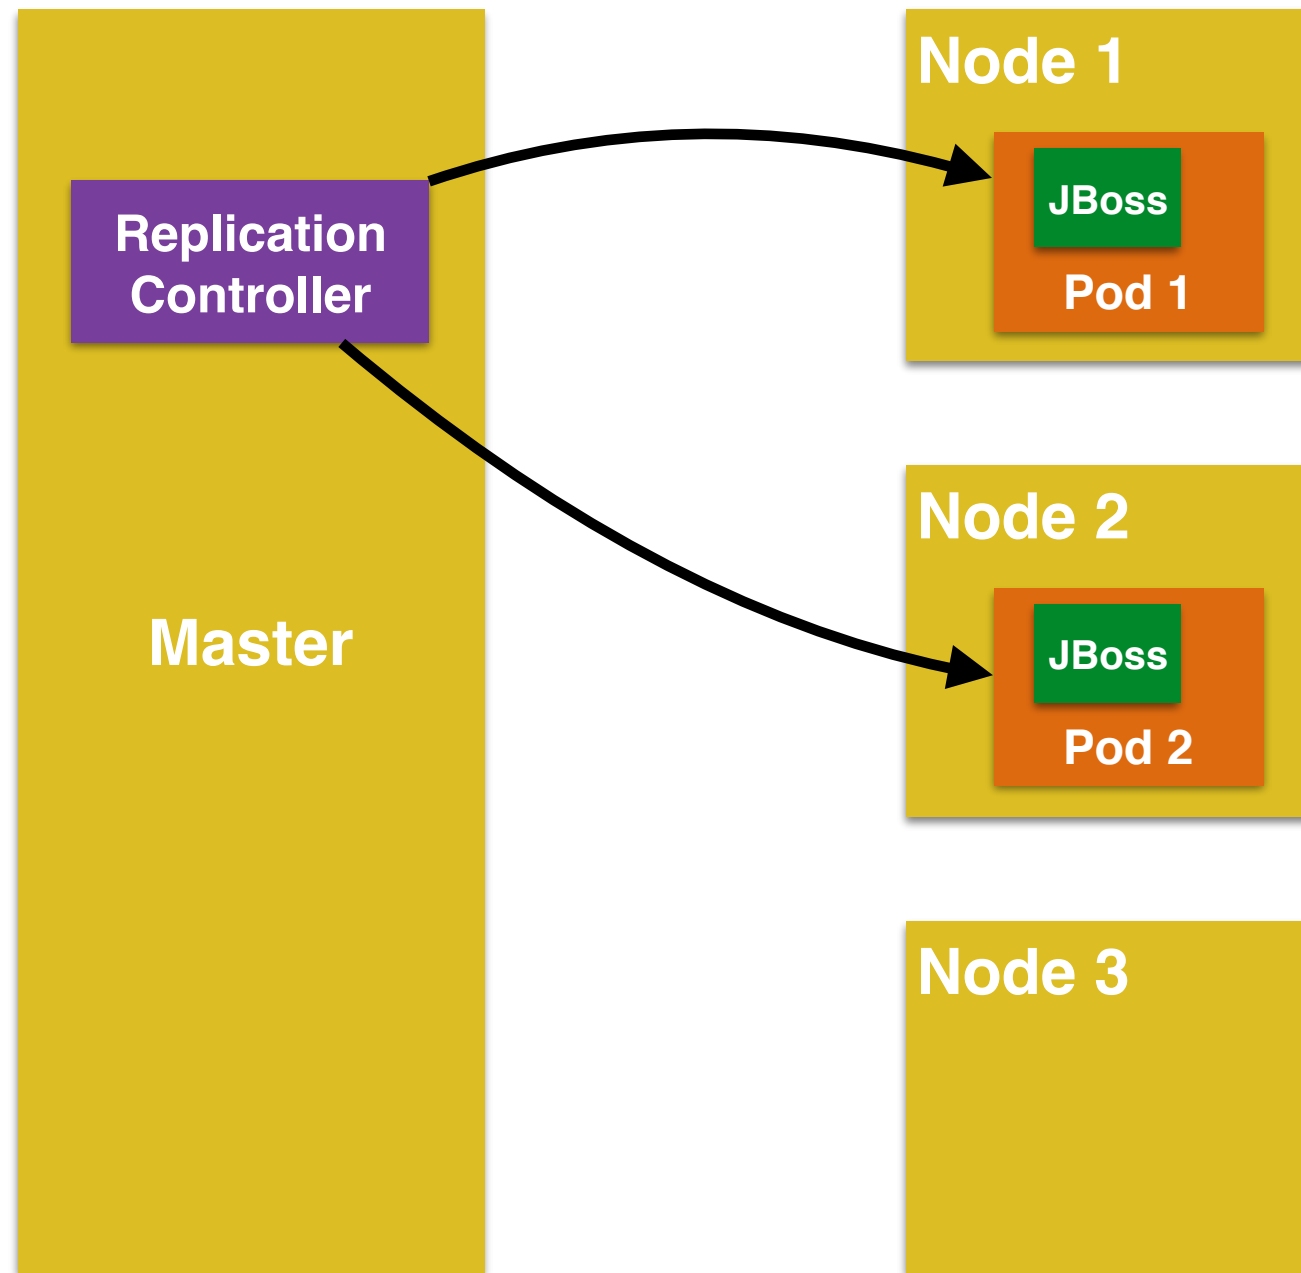 Replication
Controller
Master
Node 1
JBoss
Pod 1
Node 2
JBoss
Pod 2
Node 3